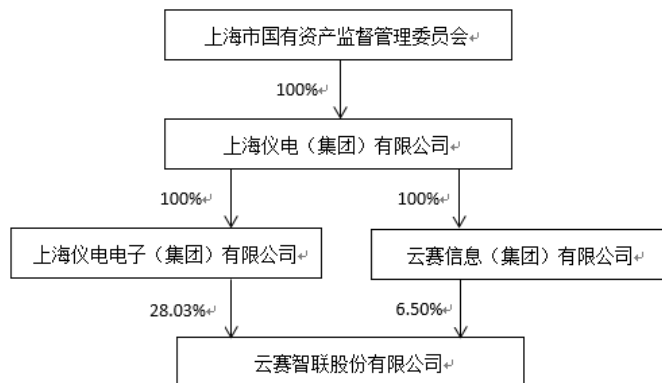 上海市国有资产监督管理委员会
100%
上海仪电（集团）有限公司
100%
100%
上海仪电电子（集团）有限公司
云赛信息（集团）有限公司
28.03%
6.50%
云赛智联股份有限公司